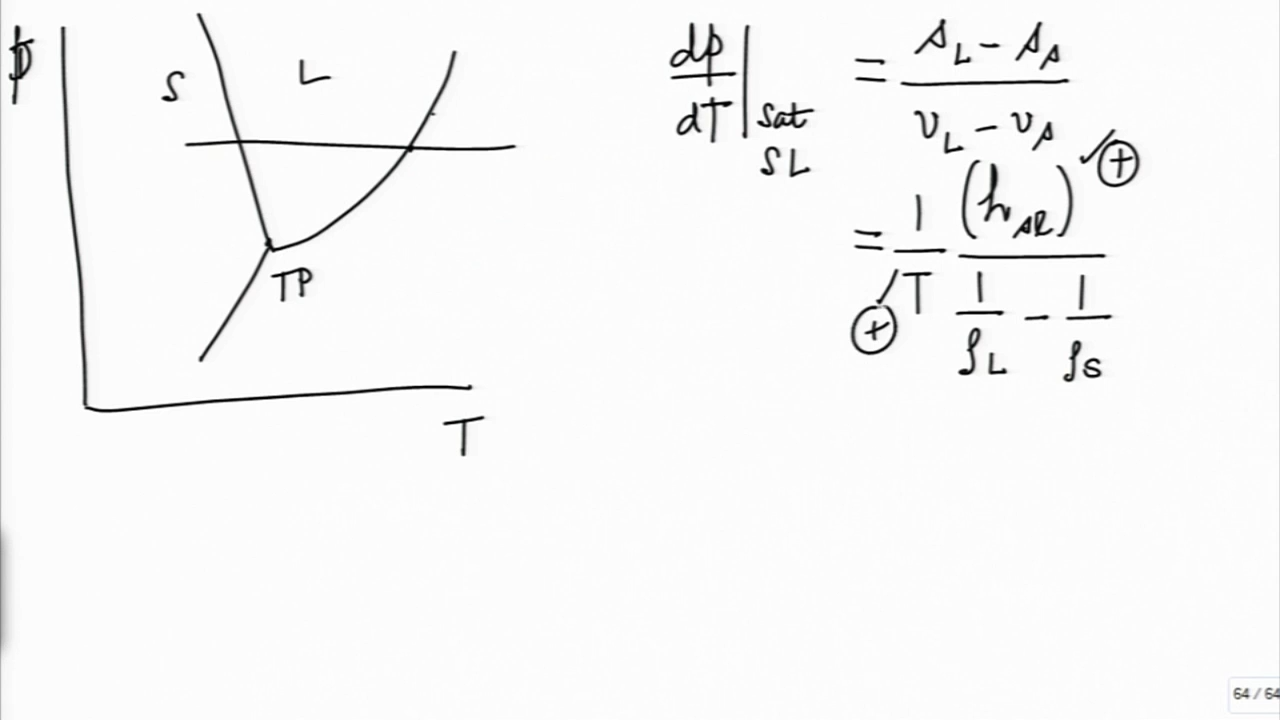 p
S L
TP
T
dp/dT | sat SL = (s_L - s_s) / (v_L - v_s)
= 1/T (h_sl) / (1/ρ_L - 1/ρ_S) ⊕
⊕
64 / 64